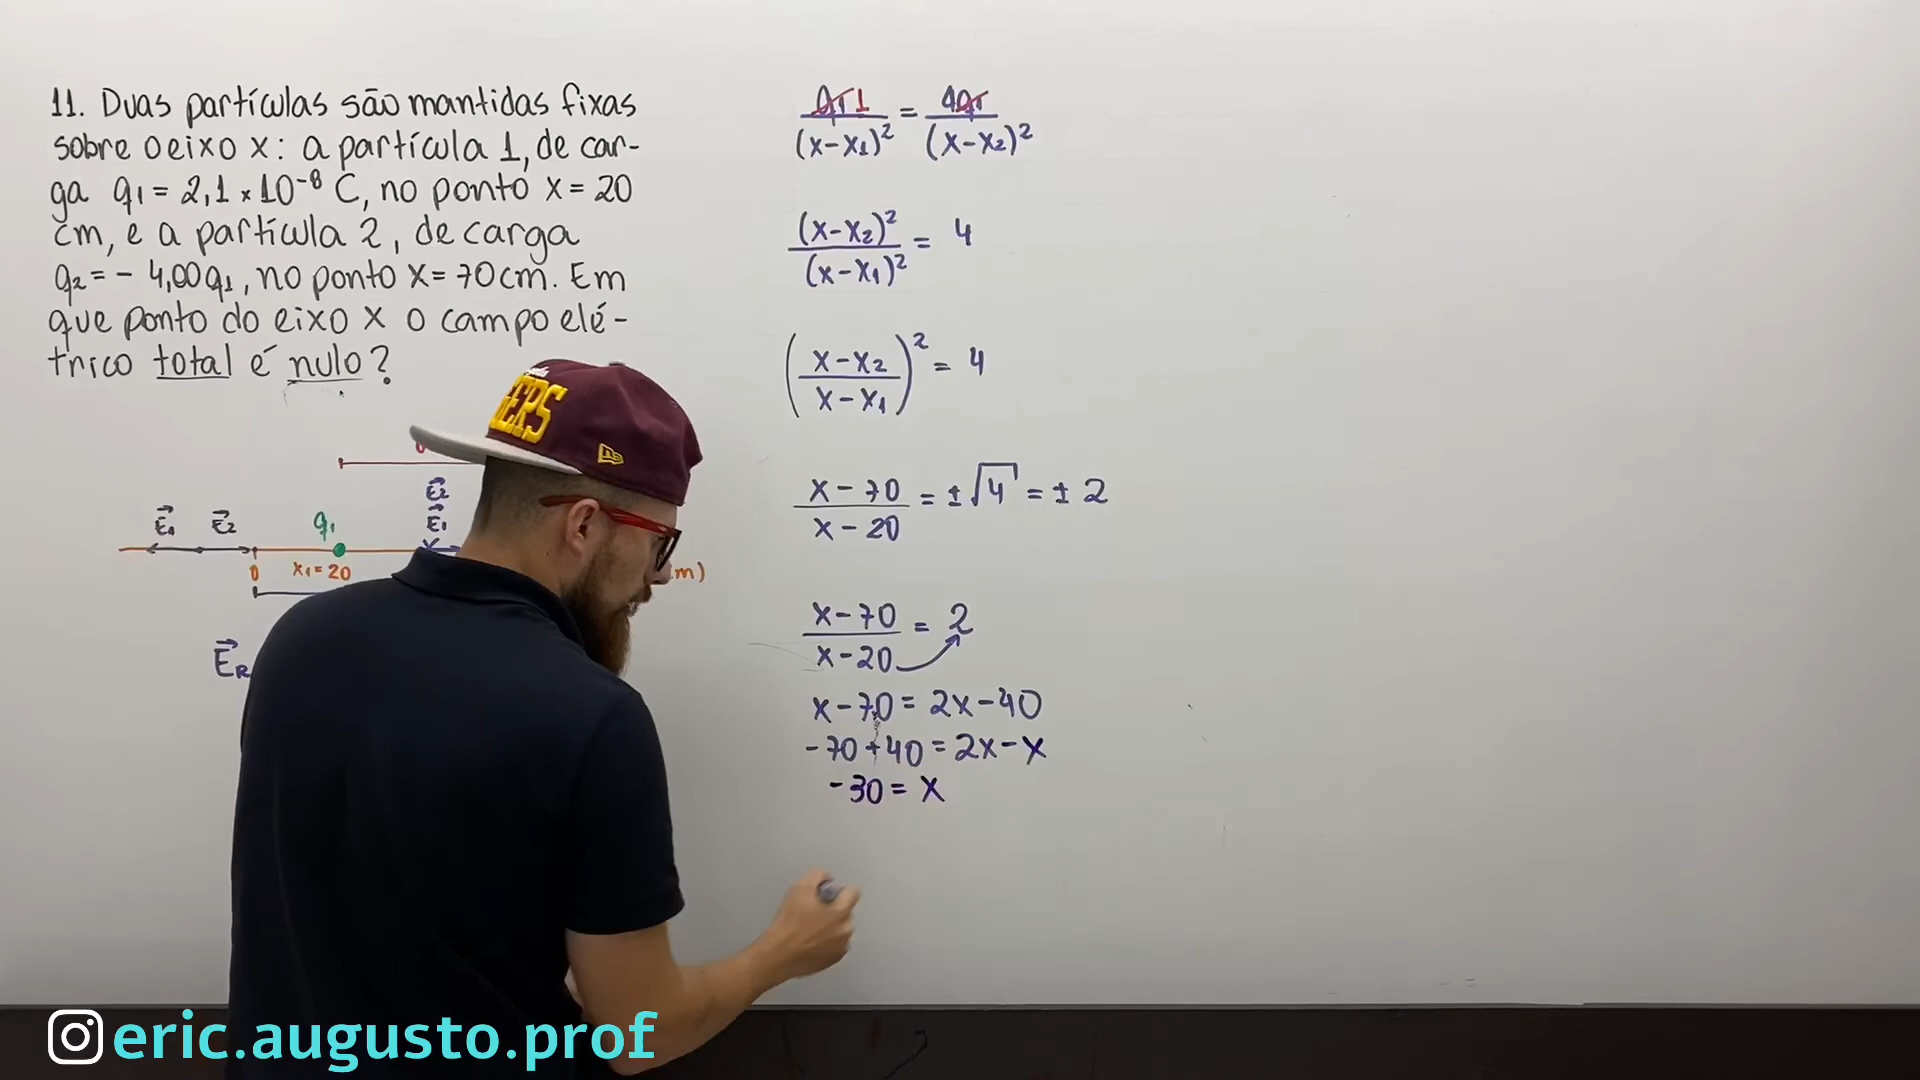 11. Duas partículas são mantidas fixas
sobre o eixo x: a partícula 1, de car-
ga q1 = 2,1 × 10⁻⁸ C, no ponto x = 20
cm, e a partícula 2, de carga
q2 = - 4,00q1, no ponto x = 70cm. Em
que ponto do eixo x o campo elé-
trico total é nulo?
E1 E2 q1 E2
E1
0 x1 = 20 m)
ER
q1 1 / (x-x1)² = 4q1 / (x-x2)²
(x-x2)² / (x-x1)² = 4
(x-x2 / x-x1)² = 4
x-70 / x-20 = ±√4 = ± 2
x-70 / x-20 = 2
x-70 = 2x-40
-70+40 = 2x-x
-30 = x
eric.augusto.prof